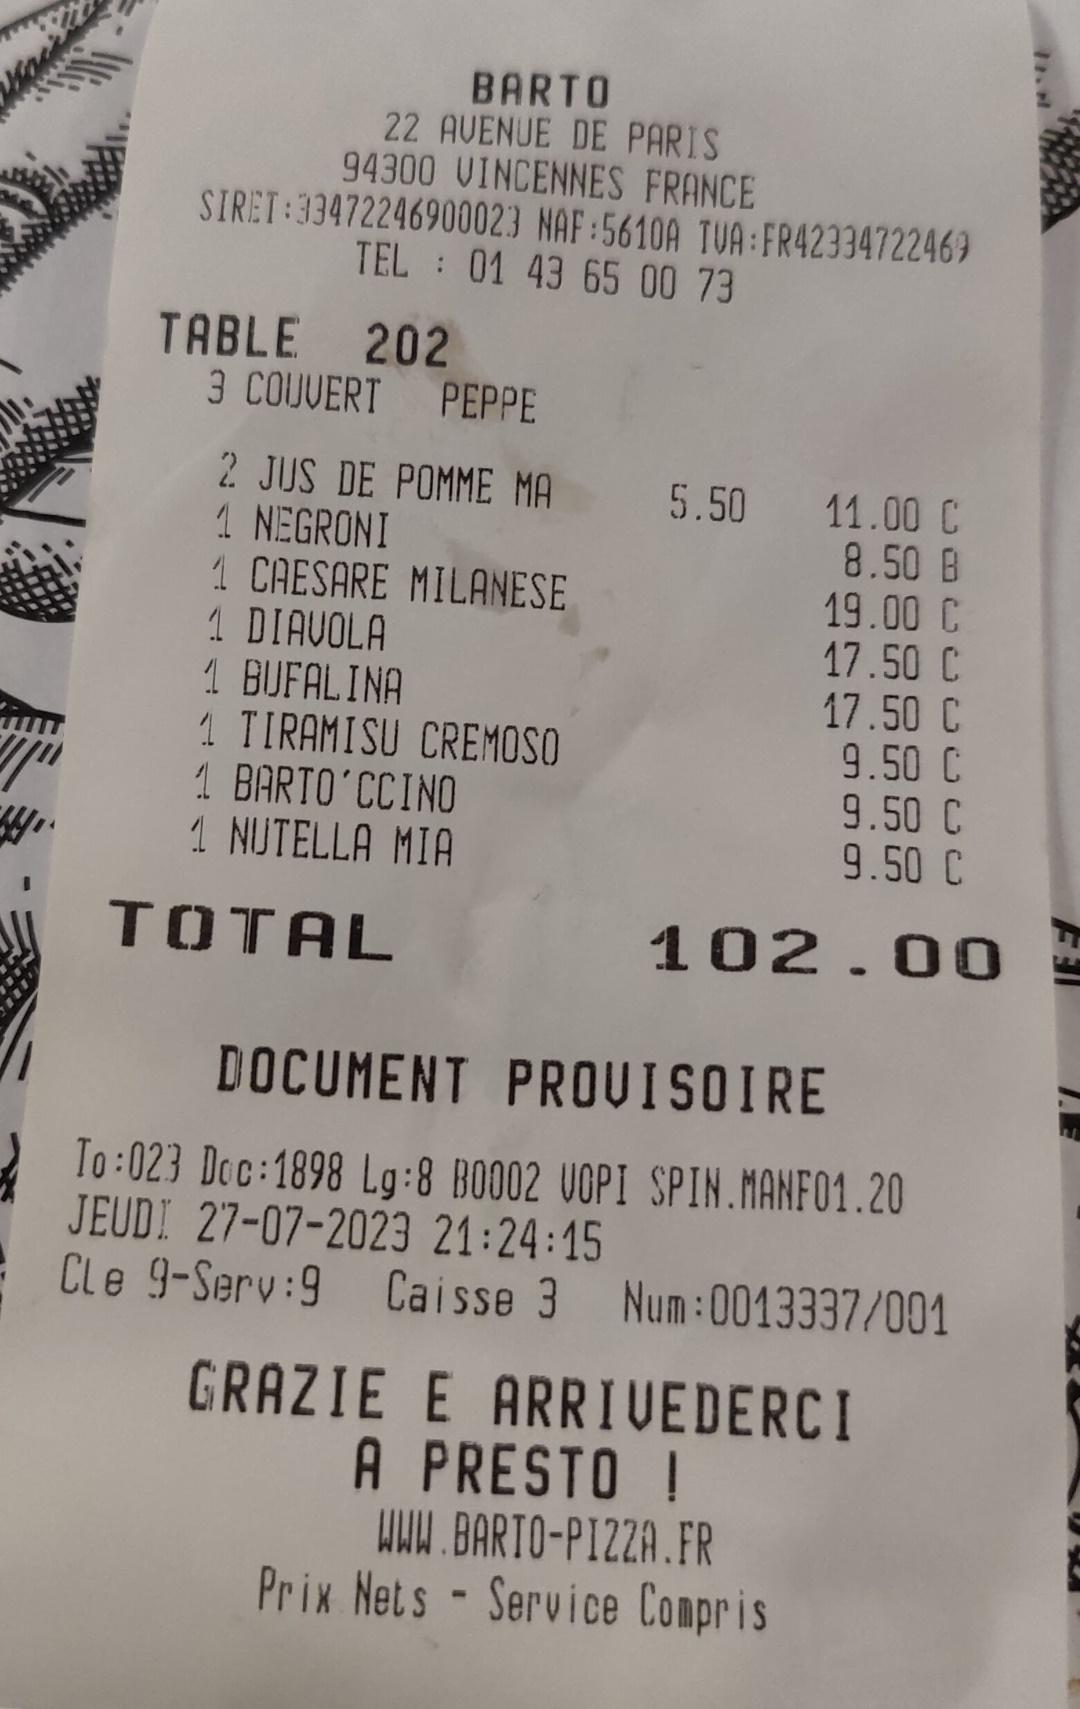 BARTO
22 AVENUE DE PARIS
94300 VINCENNES FRANCE
SIRET:33472246900023 NAF:5610A TVA:FR42334722469
TEL : 01 43 65 00 73
TABLE 202
3 COUVERT PEPPE
2 JUS DE POMME MA 5.50 11.00 C
1 NEGRONI 8.50 B
1 CAESARE MILANESE 19.00 C
1 DIAVOLA 17.50 C
1 BUFALINA 17.50 C
1 TIRAMISU CREMOSO 9.50 C
1 BARTO'CCINO 9.50 C
1 NUTELLA MIA 9.50 C
TOTAL 102.00
DOCUMENT PROVISOIRE
To:023 Doc:1898 Lg:8 B0002 VOPI SPIN.MANF01.20
JEUDI 27-07-2023 21:24:15
Cle 9-Serv:9 Caisse 3 Num:0013337/001
GRAZIE E ARRIVEDERCI
A PRESTO !
WWW.BARTO-PIZZA.FR
Prix Nets - Service Compris